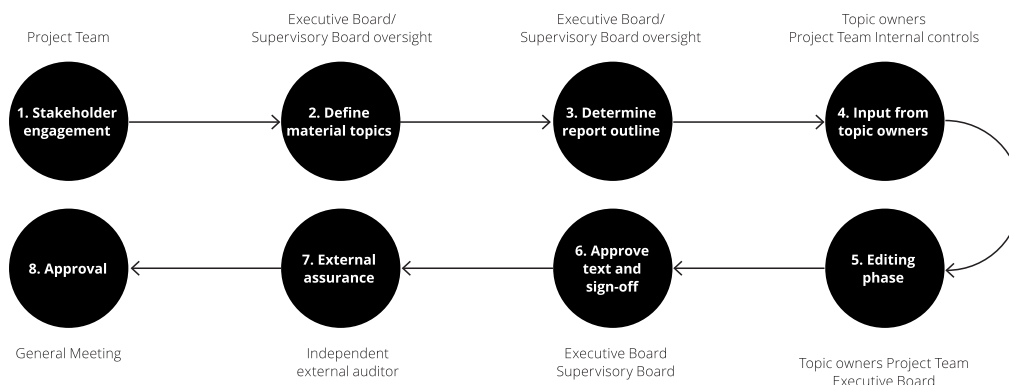 Project Team
Executive Board/
Supervisory Board oversight
Executive Board/
Supervisory Board oversight
Topic owners
Project Team Internal controls
1. Stakeholder
engagement
2. Define
material topics
3. Determine
report outline
4. Input from
topic owners
8. Approval
7. External
assurance
6. Approve
text and
sign-off
5. Editing
phase
General Meeting
Independent
external auditor
Executive Board
Supervisory Board
Topic owners Project Team
Executive Board